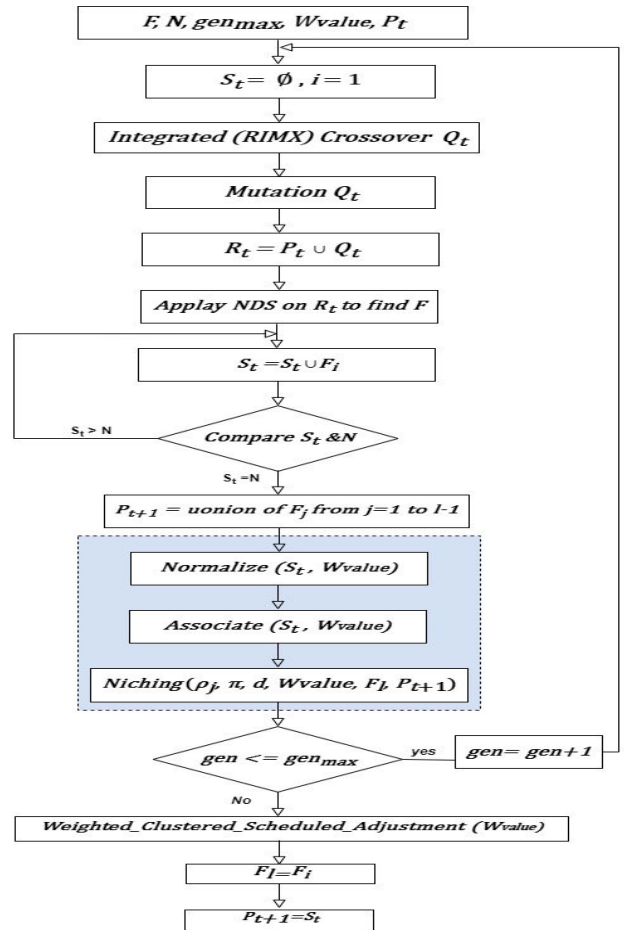 F, N, gen_max, Wvalue, P_t
S_t = Ø , i = 1
Integrated (RIMX) Crossover Q_t
Mutation Q_t
R_t = P_t ∪ Q_t
Applay NDS on R_t to find F
S_t = S_t ∪ F_i
Compare S_t &N
S_t > N
S_t =N
P_{t+1} = uonion of F_j from j=1 to l-1
Normalize (S_t, Wvalue)
Associate (S_t, Wvalue)
Niching(ρ_j, π, d, Wvalue, F_l, P_{t+1})
gen <= gen_max
yes
gen= gen+1
No
Weighted_Clustered_Scheduled_Adjustment (Wvalue)
F_l=F_i
P_{t+1}=S_t